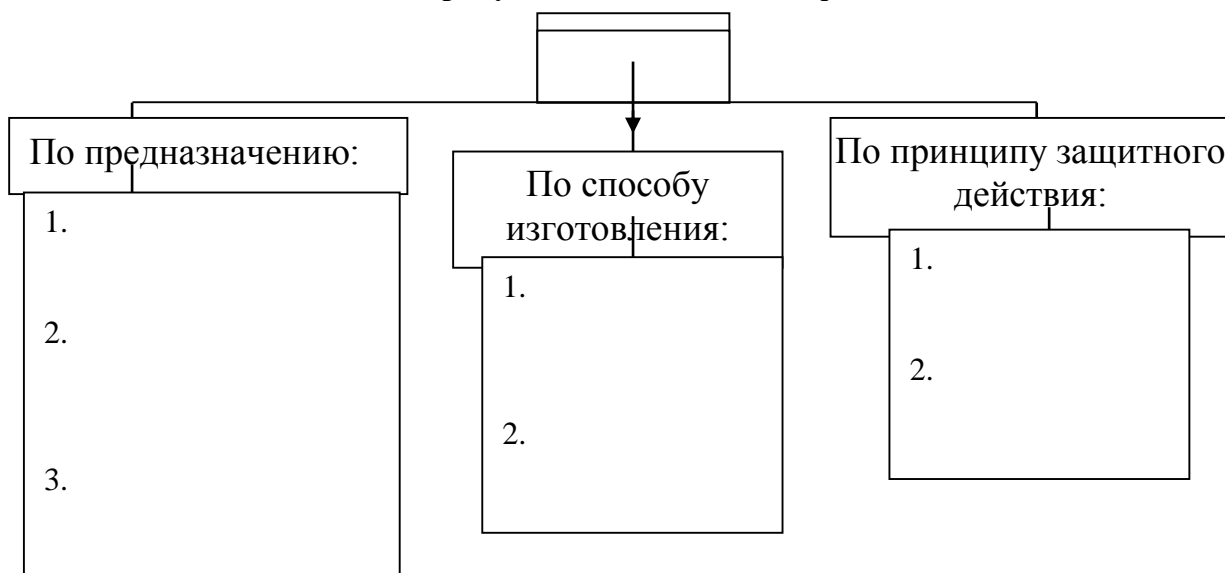 По предназначению:
1.
2.
3.
По способу
изготовления:
1.
2.
По принципу защитного
действия:
1.
2.